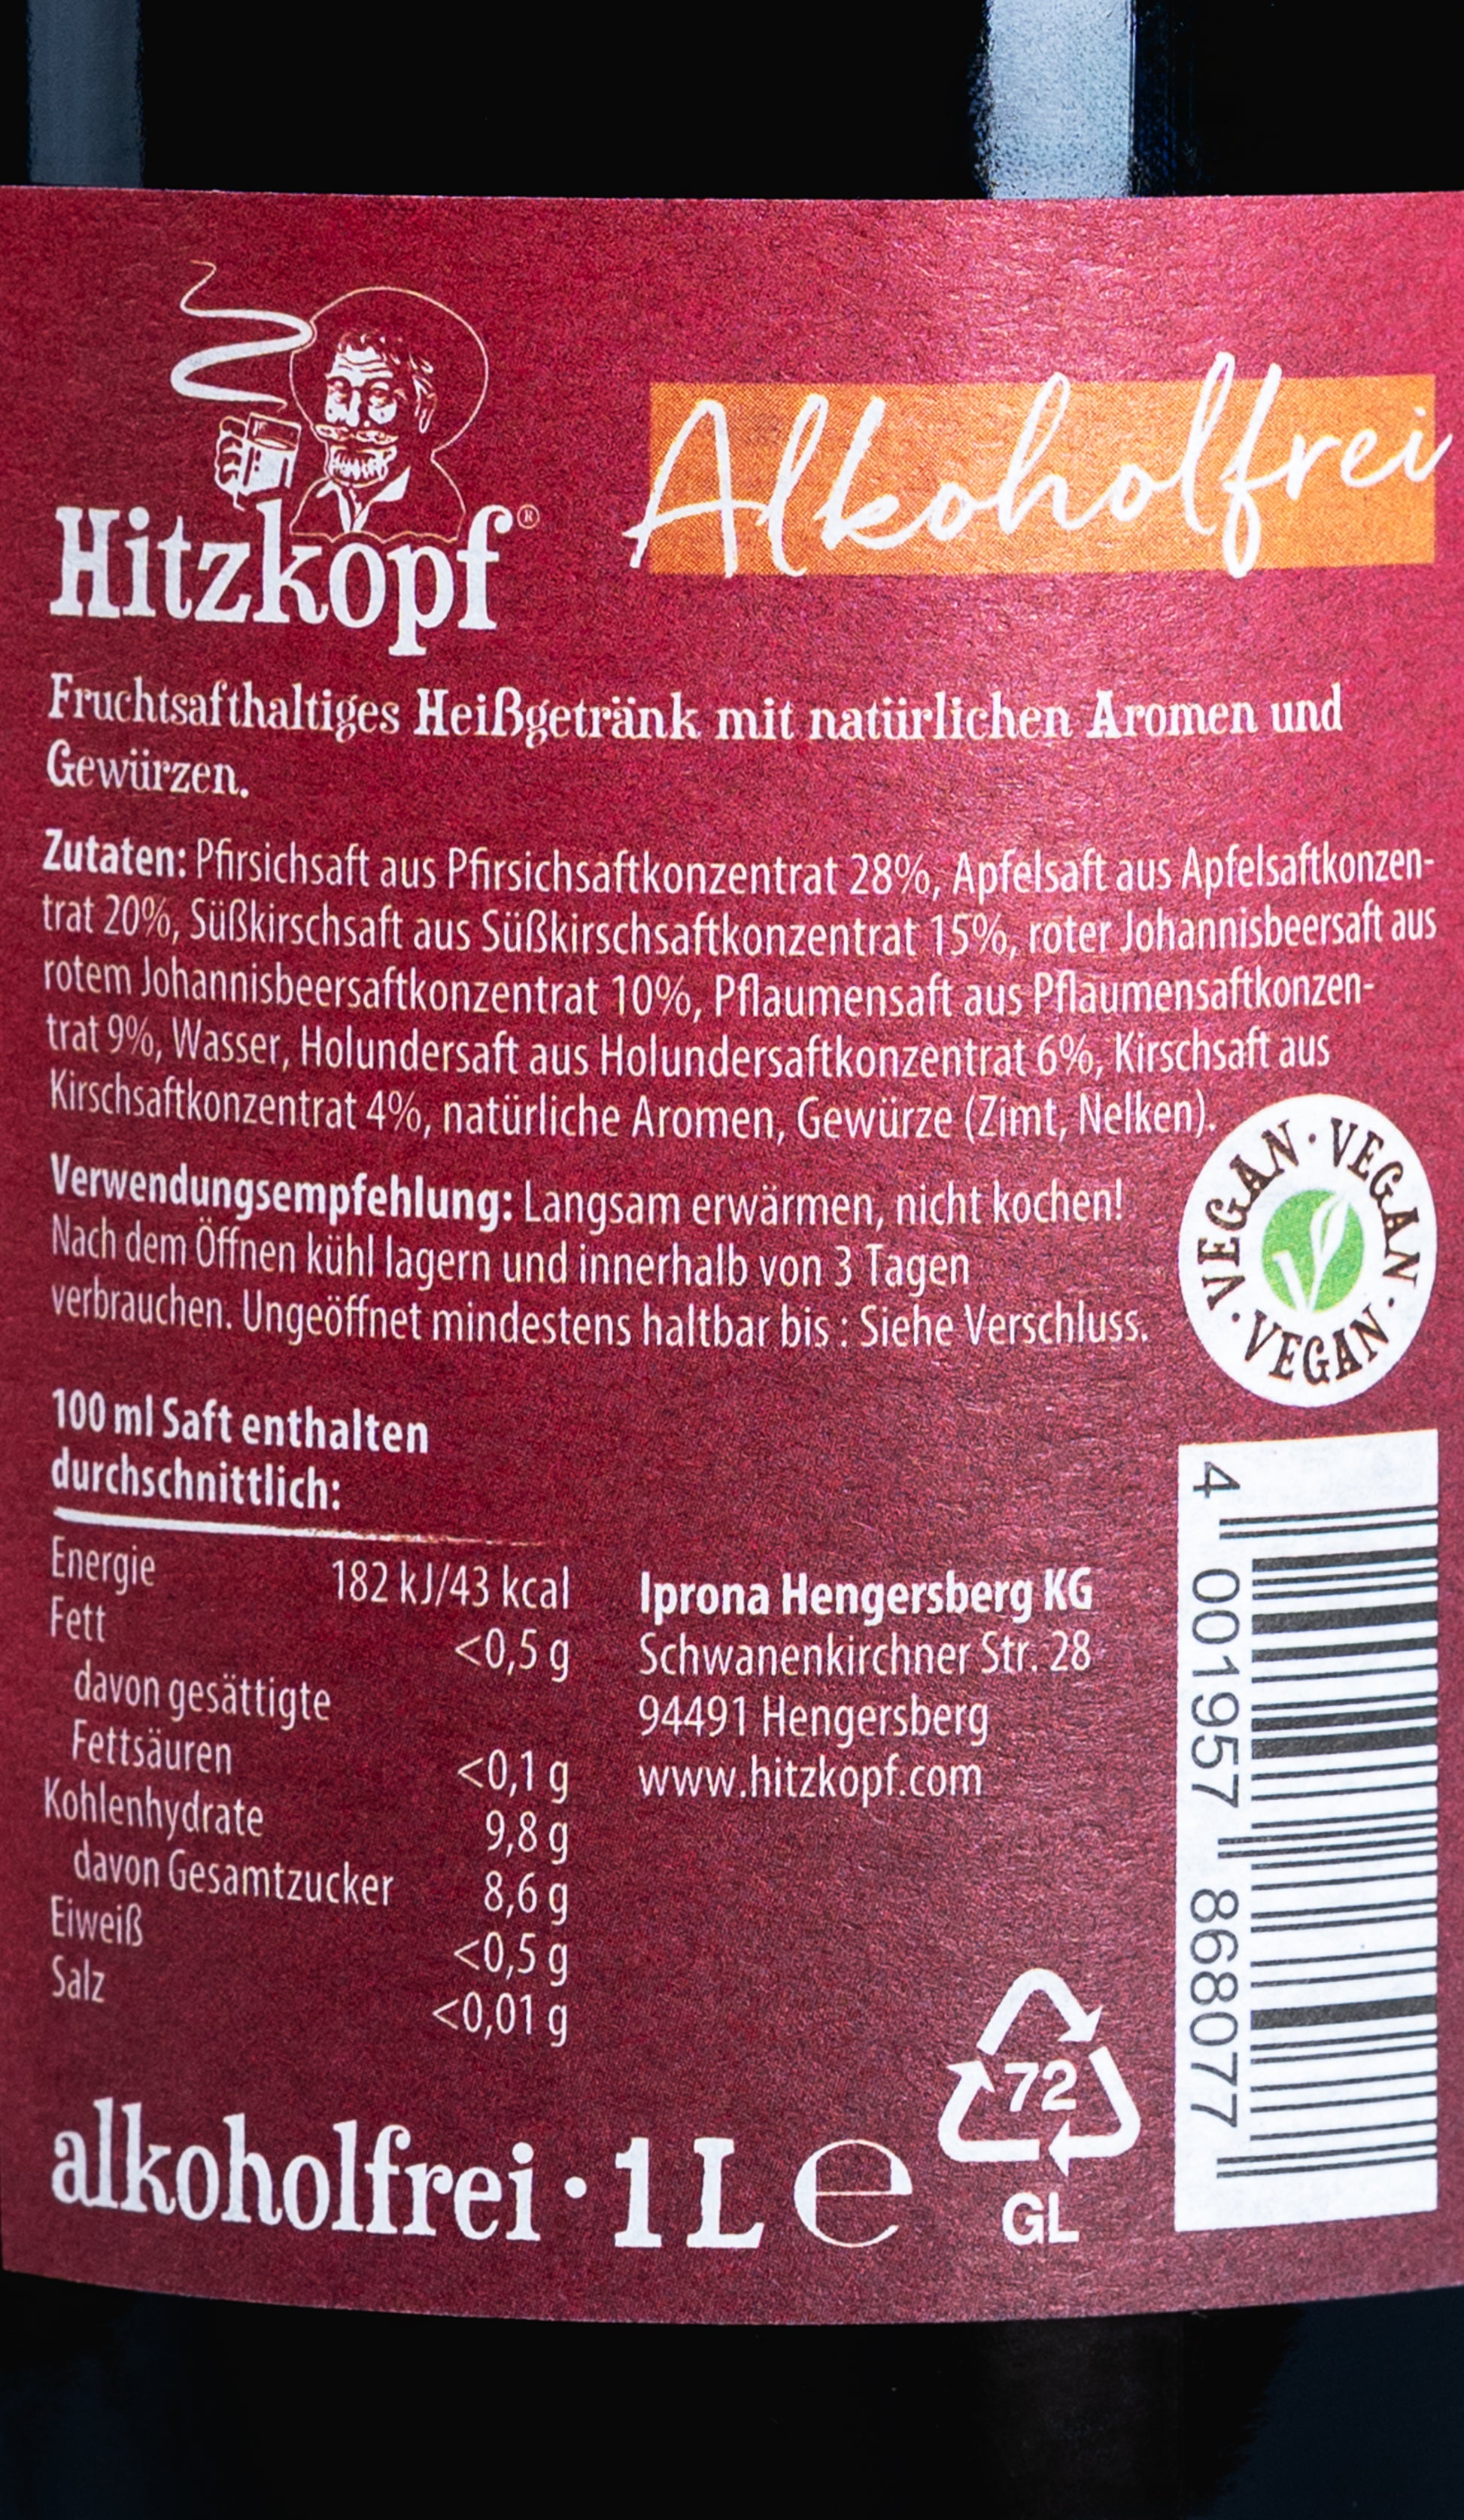 Hitzkopf®
Alkoholfrei
Fruchtsafthaltiges Heißgetränk mit natürlichen Aromen und
Gewürzen.
Zutaten: Pfirsichsaft aus Pfirsichsaftkonzentrat 28%, Apfelsaft aus Apfelsaftkonzen-
trat 20%, Süßkirschsaft aus Süßkirschsaftkonzentrat 15%, roter Johannisbeersaft aus
rotem Johannisbeersaftkonzentrat 10%, Pflaumensaft aus Pflaumensaftkonzen-
trat 9%, Wasser, Holundersaft aus Holundersaftkonzentrat 6%, Kirschsaft aus
Kirschsaftkonzentrat 4%, natürliche Aromen, Gewürze (Zimt, Nelken).
Verwendungsempfehlung: Langsam erwärmen, nicht kochen!
Nach dem Öffnen kühl lagern und innerhalb von 3 Tagen
verbrauchen. Ungeöffnet mindestens haltbar bis : Siehe Verschluss.
VEGAN · VEGAN · VEGAN ·
100 ml Saft enthalten
durchschnittlich:
Energie 182 kJ/43 kcal
Fett <0,5 g
davon gesättigte
Fettsäuren <0,1 g
Kohlenhydrate 9,8 g
davon Gesamtzucker 8,6 g
Eiweiß <0,5 g
Salz <0,01 g
Iprona Hengersberg KG
Schwanenkirchner Str. 28
94491 Hengersberg
www.hitzkopf.com
4 001957 868077
72
GL
alkoholfrei · 1 L ℮